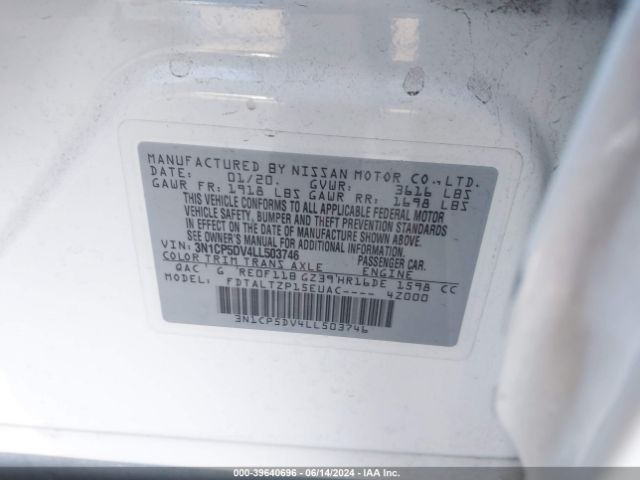 MANUFACTURED BY NISSAN MOTOR CO., LTD.
DATE: 01/20. GVWR: 3616 LBS
GAWR FR: 1918 LBS GAWR RR: 1698 LBS
THIS VEHICLE CONFORMS TO ALL APPLICABLE FEDERAL MOTOR
VEHICLE SAFETY, BUMPER AND THEFT PREVENTION STANDARDS
IN EFFECT ON THE DATE OF MANUFACTURE SHOWN ABOVE.
SEE OWNERS MANUAL FOR ADDITIONAL INFORMATION.
VIN: 3N1CP5DV4LL503746 PASSENGER CAR.
COLOR TRIM TRANS AXLE ENGINE
QAC G RE0F11B GZ39 HR16DE 1598 CC
MODEL: FDTALTZP15EUAC---- 4Z000
3N1CP5DV4LL503746
000-39640696 - 06/14/2024 - IAA Inc.